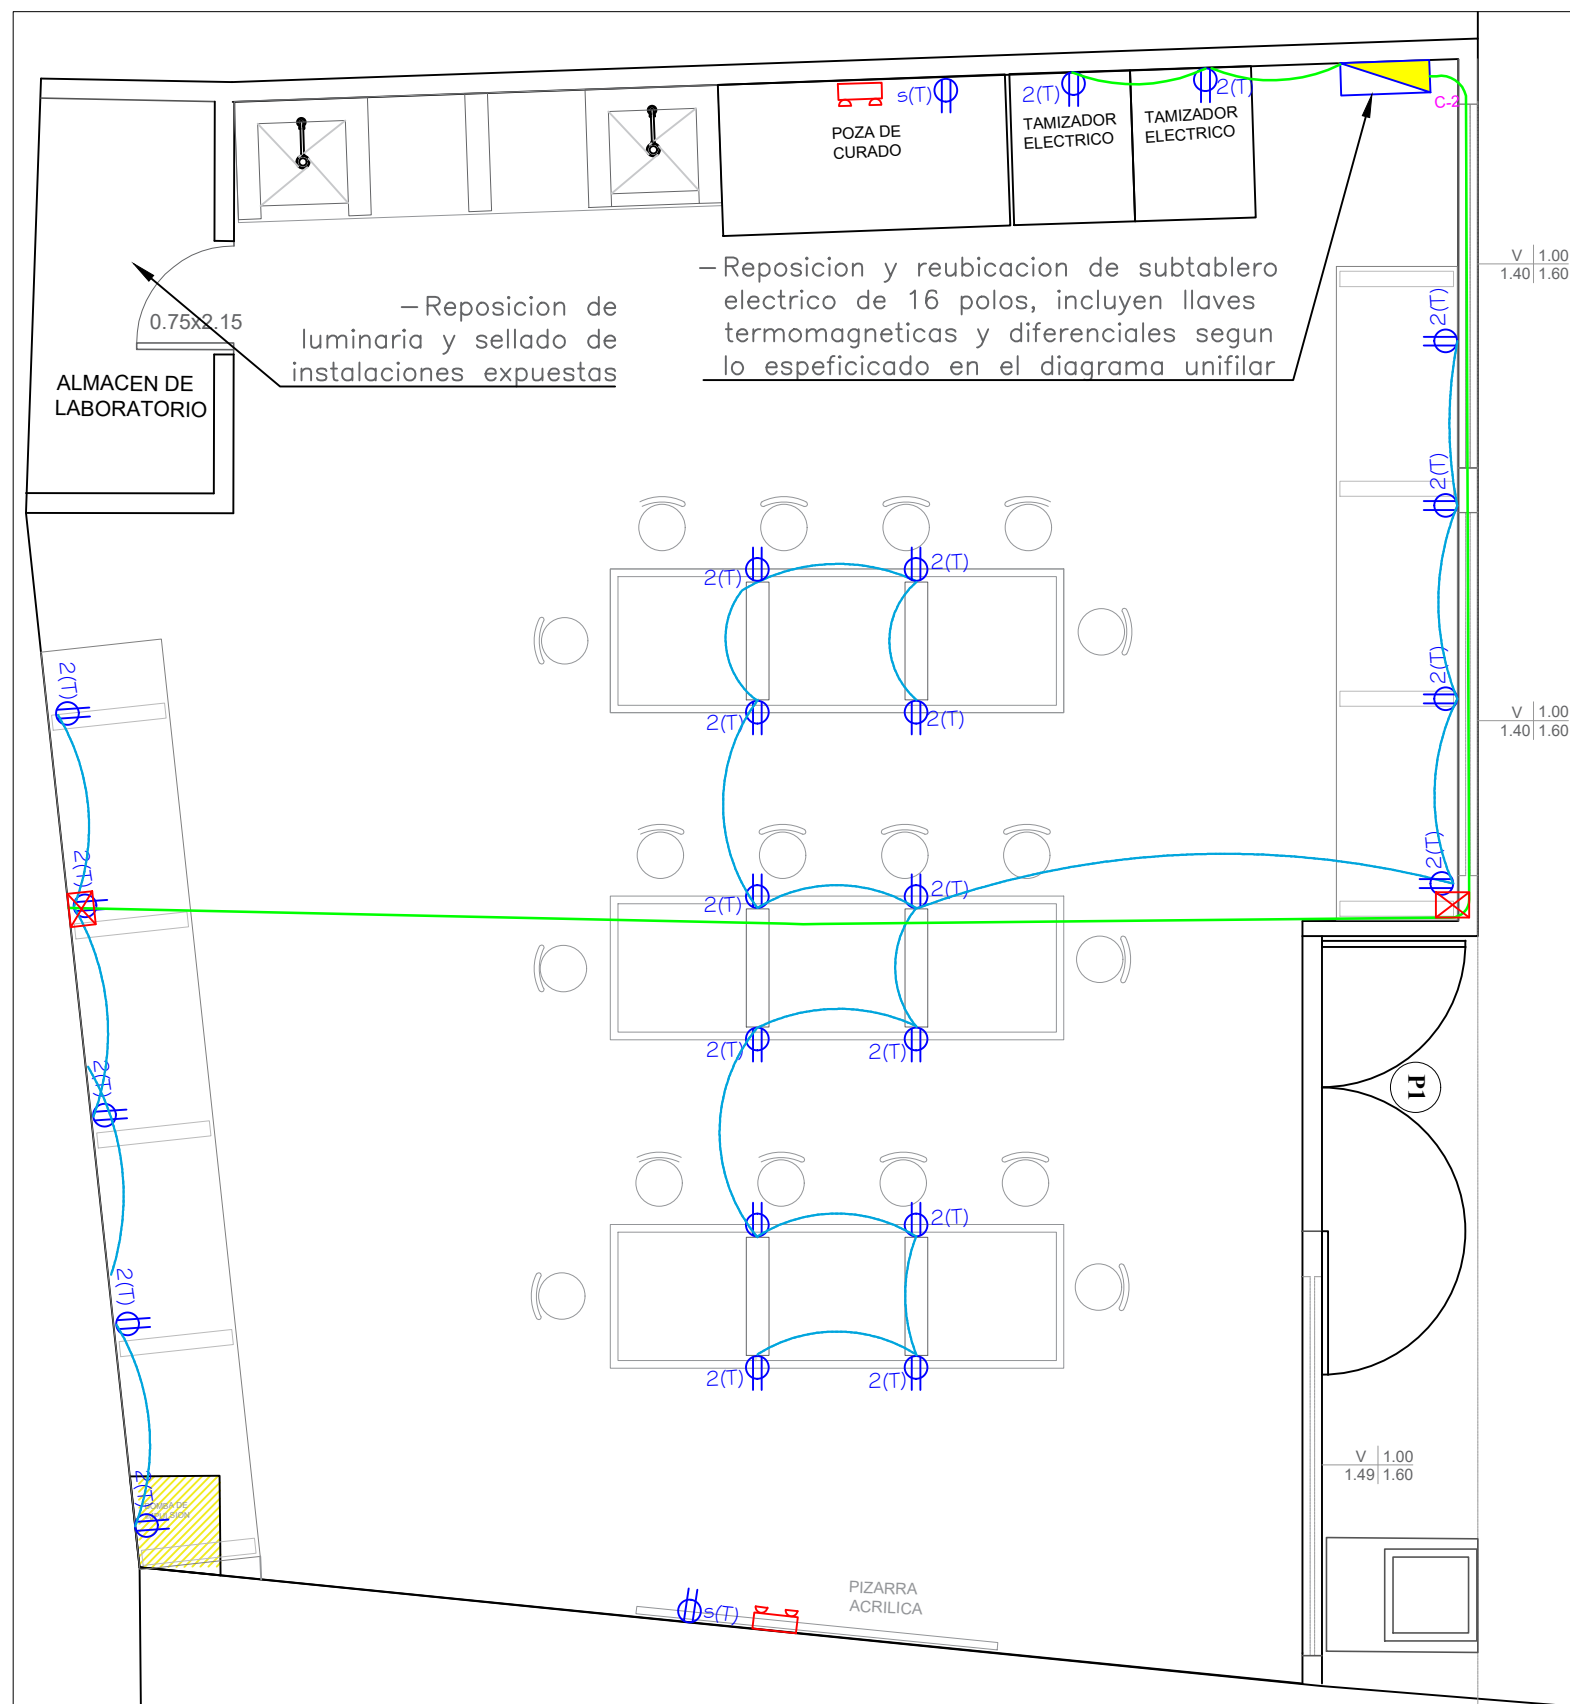 s(T)
2(T)
2(T)
C-2
POZA DE
CURADO
TAMIZADOR
ELECTRICO
TAMIZADOR
ELECTRICO
V 1.00
1.40 1.60
—Reposicion de
luminaria y sellado de
instalaciones expuestas
—Reposicion y reubicacion de subtablero
electrico de 16 polos, incluyen llaves
termomagneticas y diferenciales segun
lo espeficicado en el diagrama unifilar
0.75x2.15
ALMACEN DE
LABORATORIO
2(T)
2(T)
2(T)
2(T)
2(T)
2(T)
2(T)
2(T)
2(T)
V 1.00
1.40 1.60
2(T)
2(T)
2(T)
2(T)
2(T)
2(T)
2(T)
P1
2(T)
2(T)
2(T)
2(T)
V 1.00
1.49 1.60
2(T)
BOMBA DE
s(T)
PIZARRA
ACRILICA